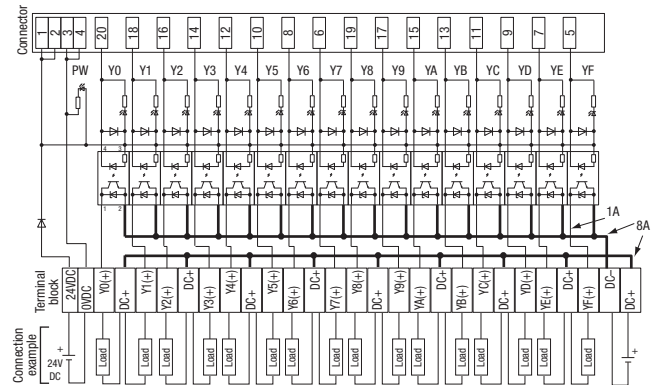 Connector
1 2 3 4 20 18 16 14 12 10 8 6 19 17 15 13 11 9 7 5
PW Y0 Y1 Y2 Y3 Y4 Y5 Y6 Y7 Y8 Y9 YA YB YC YD YE YF
4 3
1 2
1A
8A
Terminal block
24VDC 0VDC Y0(+) DC+ Y1(+) Y2(+) DC+ Y3(+) Y4(+) DC+ Y5(+) Y6(+) DC+ Y7(+) Y8(+) DC+ Y9(+) YA(+) DC+ YB(+) YC(+) DC+ YD(+) YE(+) DC+ YF(+) DC− DC+
Connection example
+ 24V DC
Load Load Load Load Load Load Load Load Load Load Load Load Load Load Load Load
+